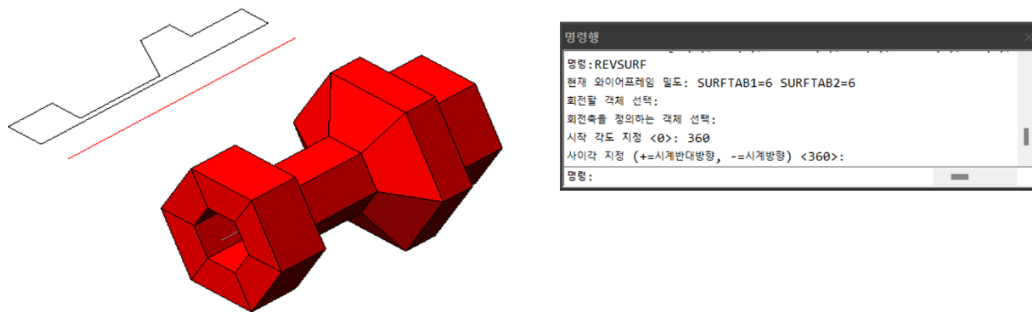 명령행
명령:REVSURF
현재 와이어프레임 밀도: SURFTAB1=6 SURFTAB2=6
회전할 객체 선택:
회전축을 정의하는 객체 선택:
시작 각도 지정 <0>: 360
사이각 지정 (+=시계반대방향, -=시계방향) <360>:
명령: